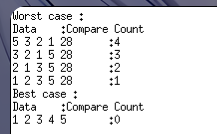 Worst case :
Data :Compare Count
5 3 2 1 28 :4
3 2 1 5 28 :3
2 1 3 5 28 :2
1 2 3 5 28 :1
Best case :
Data :Compare Count
1 2 3 4 5 :0